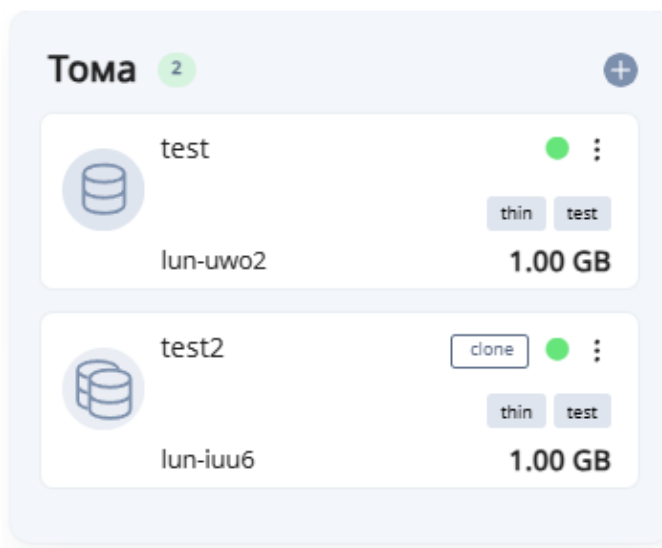 Тома 2
test
thin test
lun-uwo2 1.00 GB
test2 clone
thin test
lun-iuu6 1.00 GB